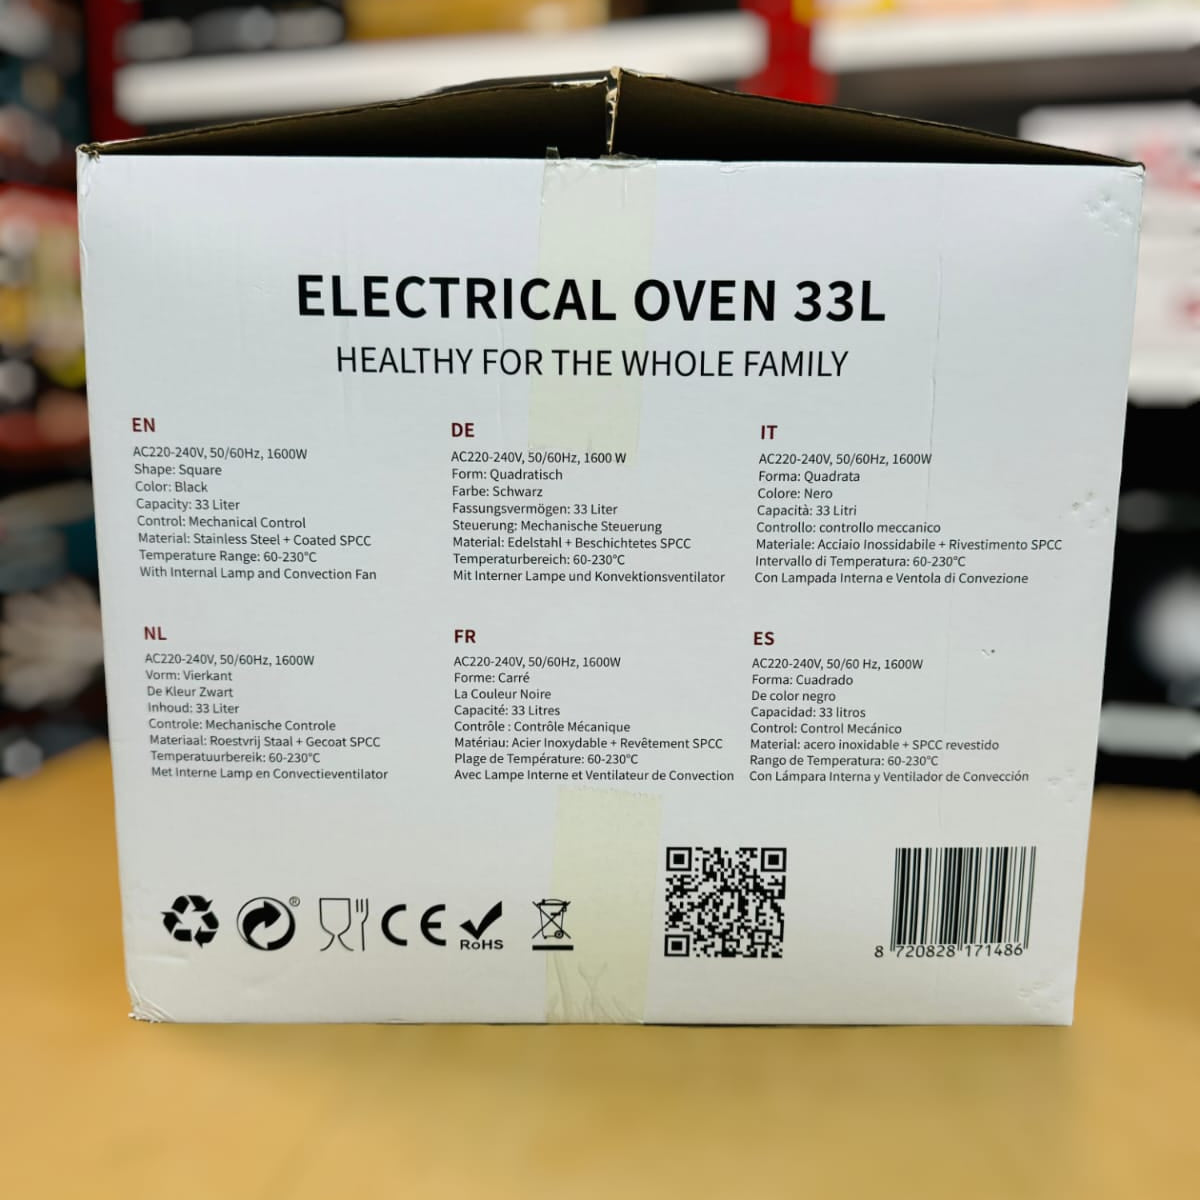 ELECTRICAL OVEN 33L
HEALTHY FOR THE WHOLE FAMILY
EN
AC220-240V, 50/60Hz, 1600W
Shape: Square
Color: Black
Capacity: 33 Liter
Control: Mechanical Control
Material: Stainless Steel + Coated SPCC
Temperature Range: 60-230°C
With Internal Lamp and Convection Fan
DE
AC220-240V, 50/60Hz, 1600 W
Form: Quadratisch
Farbe: Schwarz
Fassungsvermögen: 33 Liter
Steuerung: Mechanische Steuerung
Material: Edelstahl + Beschichtetes SPCC
Temperaturbereich: 60-230°C
Mit Interner Lampe und Konvektionsventilator
IT
AC220-240V, 50/60Hz, 1600W
Forma: Quadrata
Colore: Nero
Capacità: 33 Litri
Controllo: controllo meccanico
Materiale: Acciaio Inossidabile + Rivestimento SPCC
Intervallo di Temperatura: 60-230°C
Con Lampada Interna e Ventola di Convezione
NL
AC220-240V, 50/60Hz, 1600W
Vorm: Vierkant
De Kleur Zwart
Inhoud: 33 Liter
Controle: Mechanische Controle
Materiaal: Roestvrij Staal + Gecoat SPCC
Temperatuurbereik: 60-230°C
Met Interne Lamp en Convectieventilator
FR
AC220-240V, 50/60Hz, 1600W
Forme: Carré
La Couleur Noire
Capacité: 33 Litres
Contrôle : Contrôle Mécanique
Matériau: Acier Inoxydable + Revêtement SPCC
Plage de Température: 60-230°C
Avec Lampe Interne et Ventilateur de Convection
ES
AC220-240V, 50/60 Hz, 1600W
Forma: Cuadrado
De color negro
Capacidad: 33 litros
Control: Control Mecánico
Material: acero inoxidable + SPCC revestido
Rango de Temperatura: 60-230°C
Con Lámpara Interna y Ventilador de Convección
®
CE
RoHS
8 720828 171486